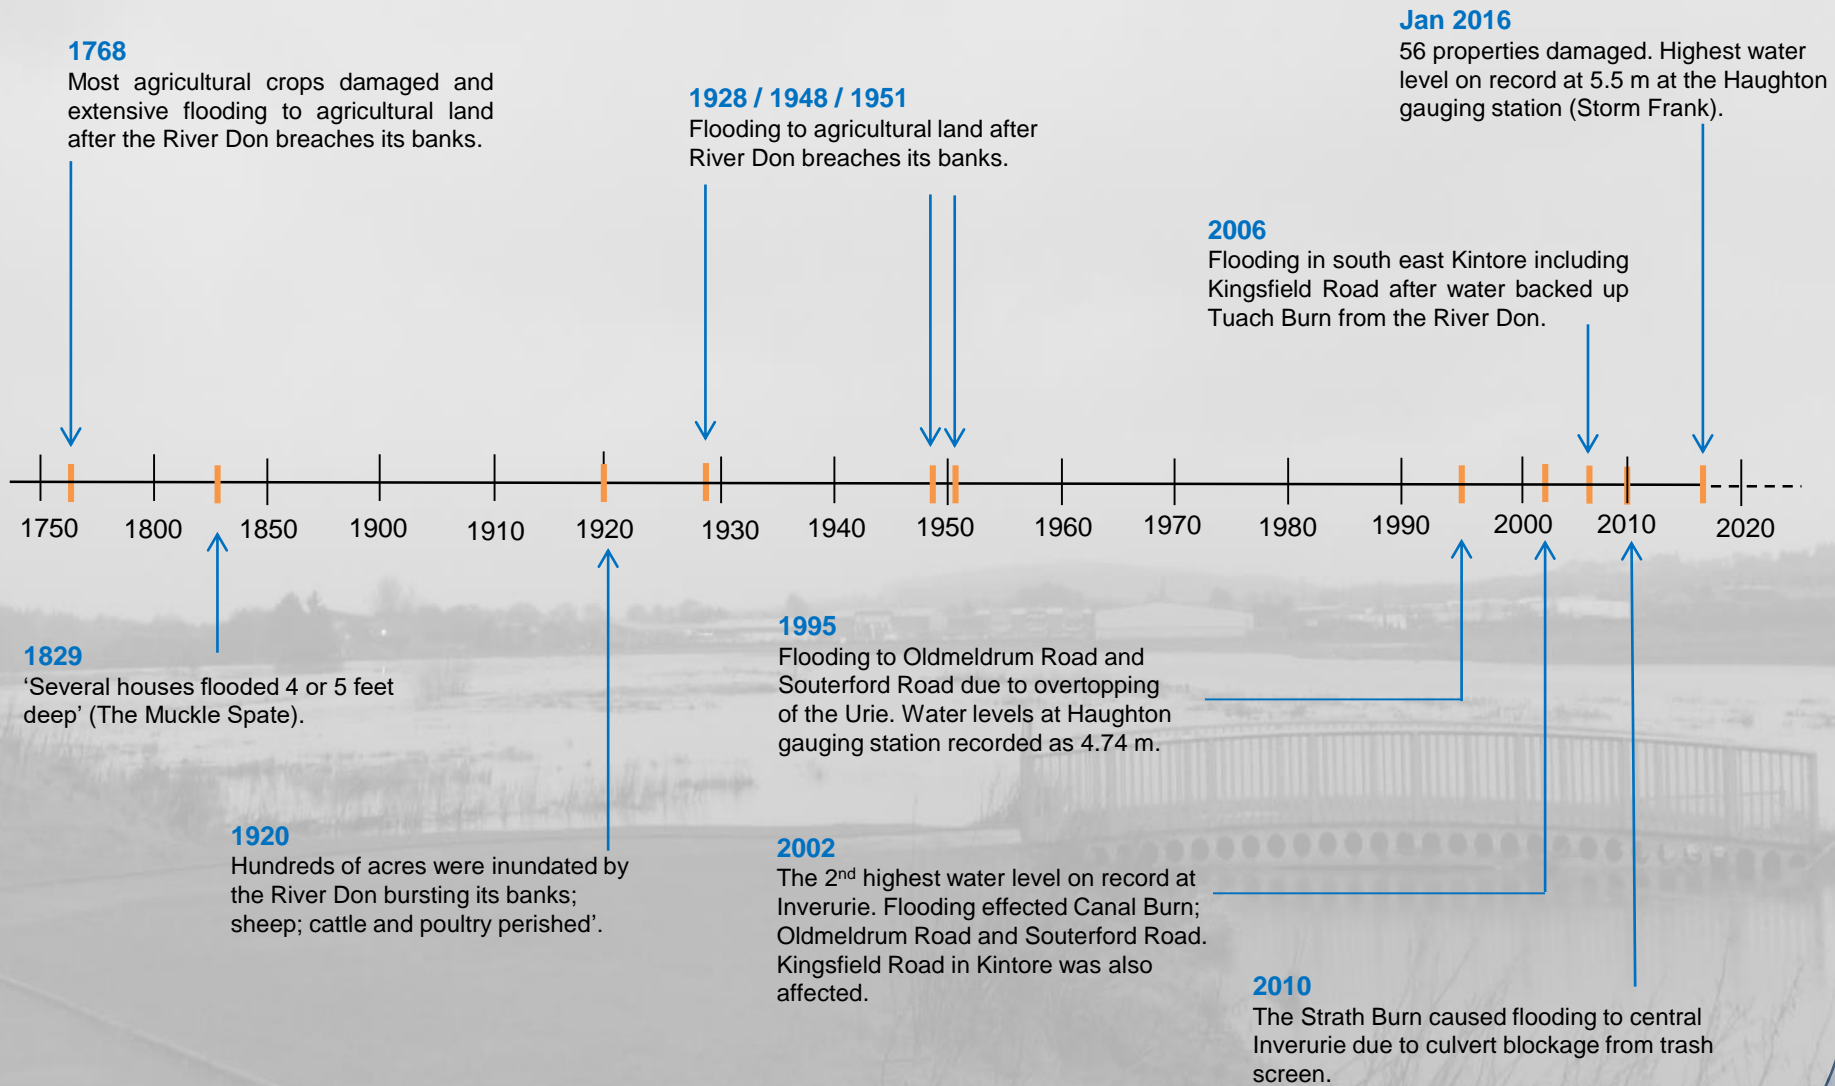 Jan 2016
56 properties damaged. Highest water
level on record at 5.5 m at the Haughton
gauging station (Storm Frank).
1768
Most agricultural crops damaged and
extensive flooding to agricultural land
after the River Don breaches its banks.
1928 / 1948 / 1951
Flooding to agricultural land after
River Don breaches its banks.
2006
Flooding in south east Kintore including
Kingsfield Road after water backed up
Tuach Burn from the River Don.
1750 1800 1850 1900 1910 1920 1930 1940 1950 1960 1970 1980 1990 2000 2010 2020
1829
‘Several houses flooded 4 or 5 feet
deep’ (The Muckle Spate).
1995
Flooding to Oldmeldrum Road and
Souterford Road due to overtopping
of the Urie. Water levels at Haughton
gauging station recorded as 4.74 m.
1920
Hundreds of acres were inundated by
the River Don bursting its banks;
sheep; cattle and poultry perished’.
2002
The 2nd highest water level on record at
Inverurie. Flooding effected Canal Burn;
Oldmeldrum Road and Souterford Road.
Kingsfield Road in Kintore was also
affected.
2010
The Strath Burn caused flooding to central
Inverurie due to culvert blockage from trash
screen.